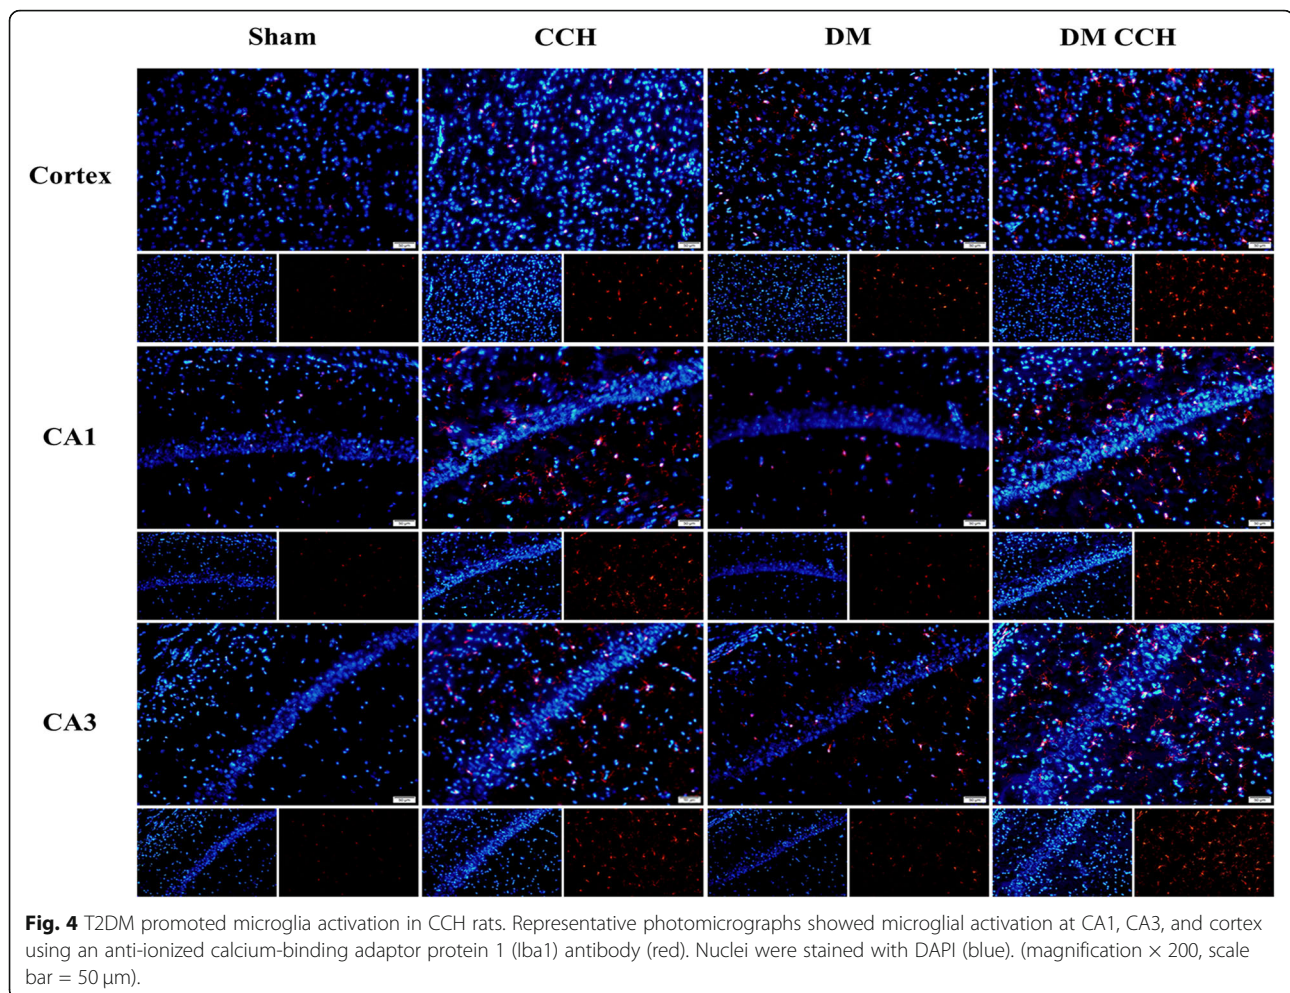 Sham CCH DM DM CCH
Cortex
CA1
CA3
Fig. 4 T2DM promoted microglia activation in CCH rats. Representative photomicrographs showed microglial activation at CA1, CA3, and cortex
using an anti-ionized calcium-binding adaptor protein 1 (Iba1) antibody (red). Nuclei were stained with DAPI (blue). (magnification × 200, scale
bar = 50 μm).